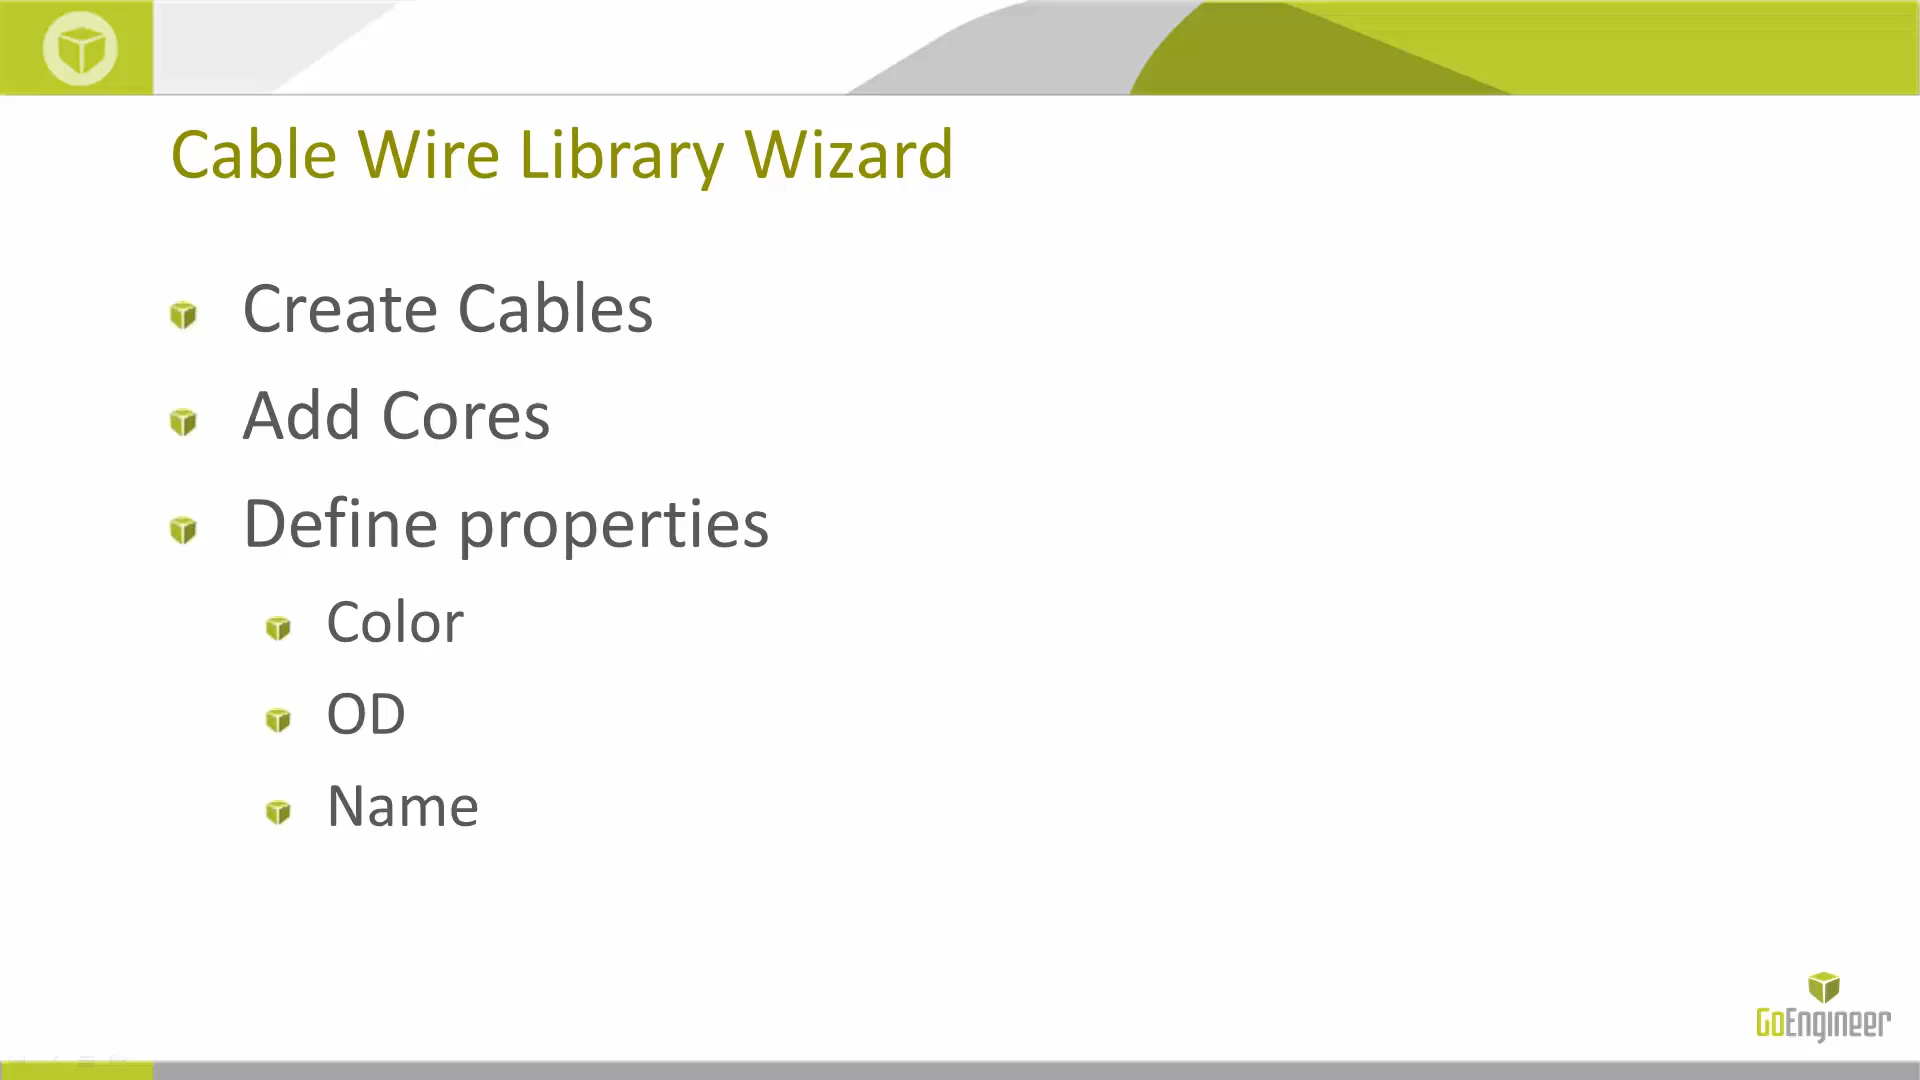 Cable Wire Library Wizard
Create Cables
Add Cores
Define properties
Color
OD
Name
GoEngineer